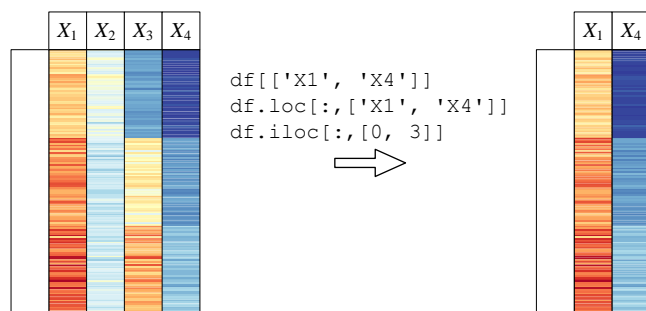 X1 X2 X3 X4
df[['X1', 'X4']]
df.loc[:,['X1', 'X4']]
df.iloc[:,[0, 3]]
X1 X4